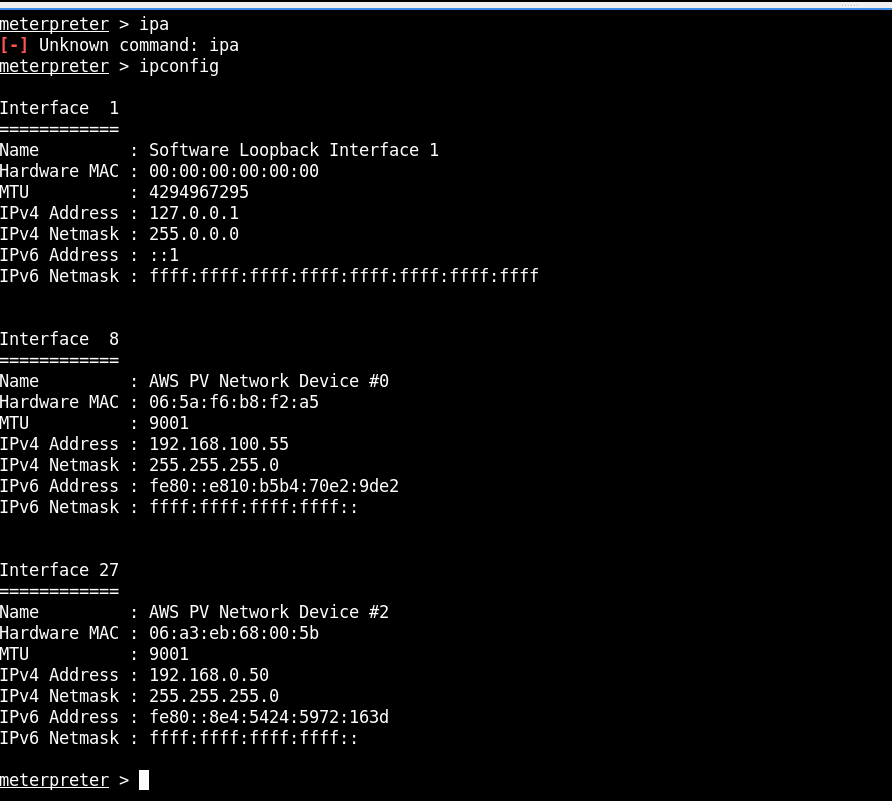 meterpreter > ipa
[-] Unknown command: ipa
meterpreter > ipconfig
Interface  1
============
Name         : Software Loopback Interface 1
Hardware MAC : 00:00:00:00:00:00
MTU          : 4294967295
IPv4 Address : 127.0.0.1
IPv4 Netmask : 255.0.0.0
IPv6 Address : ::1
IPv6 Netmask : ffff:ffff:ffff:ffff:ffff:ffff:ffff:ffff
Interface  8
============
Name         : AWS PV Network Device #0
Hardware MAC : 06:5a:f6:b8:f2:a5
MTU          : 9001
IPv4 Address : 192.168.100.55
IPv4 Netmask : 255.255.255.0
IPv6 Address : fe80::e810:b5b4:70e2:9de2
IPv6 Netmask : ffff:ffff:ffff:ffff::
Interface 27
============
Name         : AWS PV Network Device #2
Hardware MAC : 06:a3:eb:68:00:5b
MTU          : 9001
IPv4 Address : 192.168.0.50
IPv4 Netmask : 255.255.255.0
IPv6 Address : fe80::8e4:5424:5972:163d
IPv6 Netmask : ffff:ffff:ffff:ffff::
meterpreter >